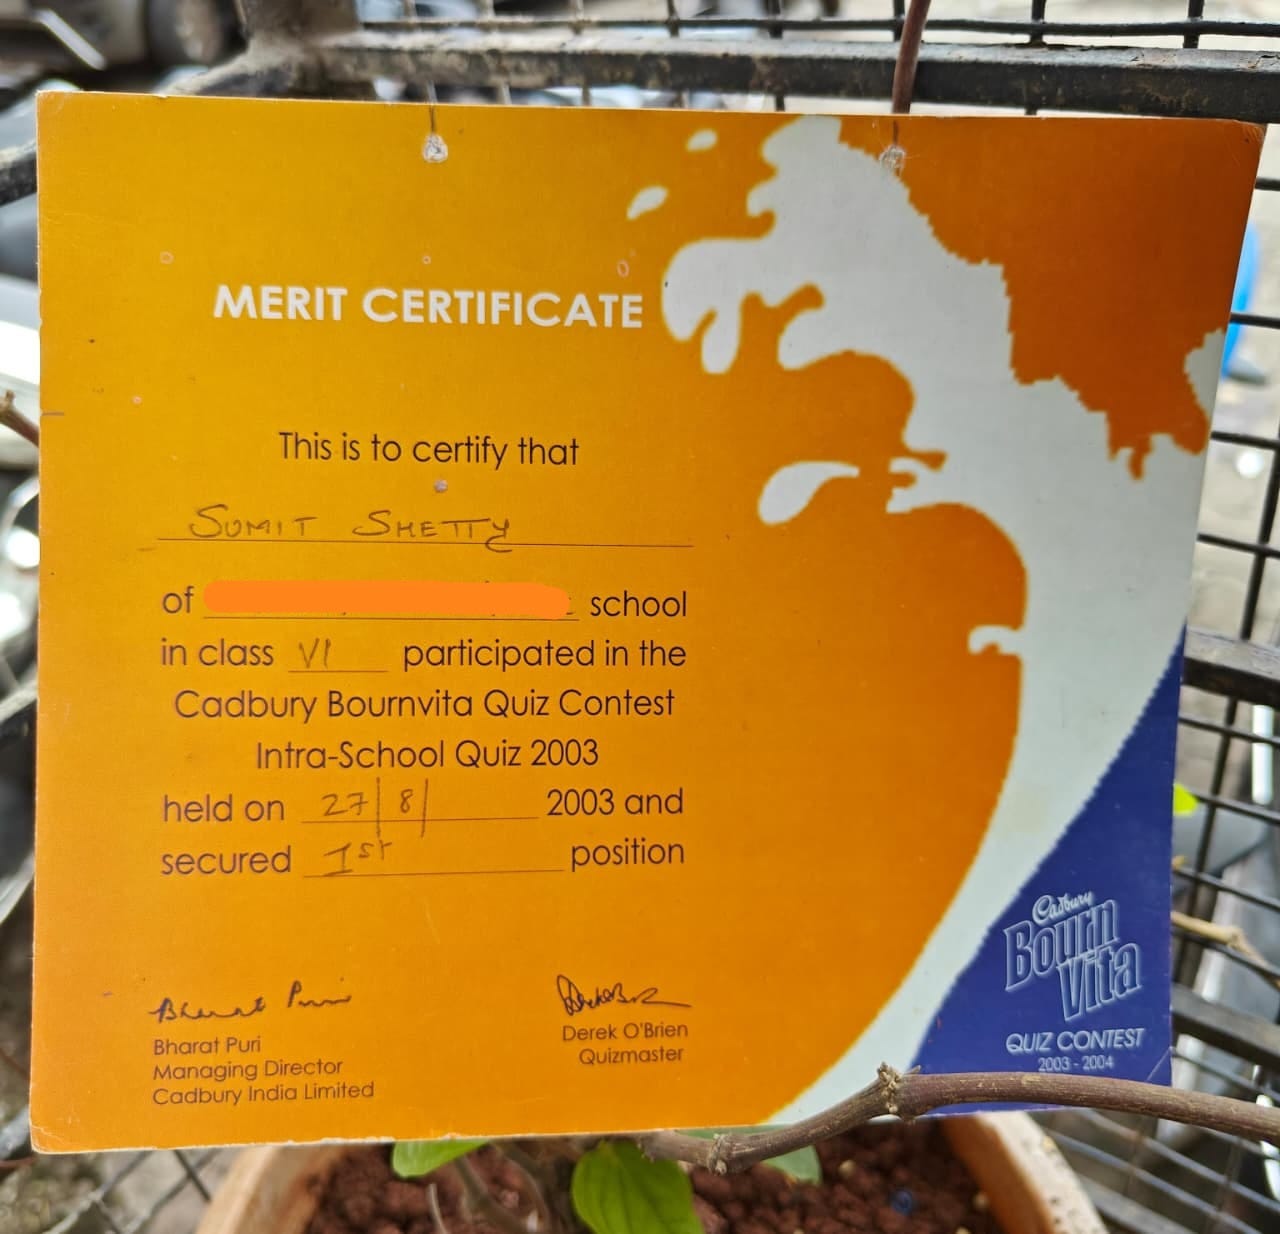 MERIT CERTIFICATE
This is to certify that
SUMIT SHETTY
of school
in class VI participated in the
Cadbury Bournvita Quiz Contest
Intra-School Quiz 2003
held on 27/8/ 2003 and
secured 1st position
Bharat Puri
Derek O'Brien
Bharat Puri
Quizmaster
Managing Director
Cadbury India Limited
Cadbury
Bourn
Vita
QUIZ CONTEST
2003 - 2004